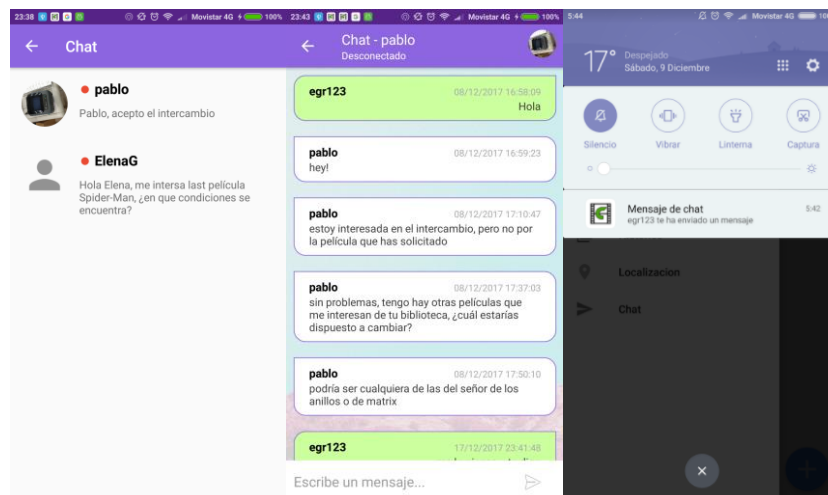 23:38
Movistar 4G
100%
Chat
pablo
Pablo, acepto el intercambio
ElenaG
Hola Elena, me intersa last película
Spider-Man, ¿en que condiciones se
encuentra?
23:43
Movistar 4G
100%
Chat - pablo
Desconectado
egr123
08/12/2017 16:58:09
Hola
pablo
08/12/2017 16:59:23
hey!
pablo
08/12/2017 17:10:47
estoy interesada en el intercambio, pero no por
la película que has solicitado
pablo
08/12/2017 17:37:03
sin problemas, tengo hay otras películas que
me interesan de tu biblioteca, ¿cuál estarías
dispuesto a cambiar?
pablo
08/12/2017 17:50:10
podría ser cualquiera de las del señor de los
anillos o de matrix
egr123
17/12/2017 23:41:48
Escribe un mensaje...
5:44
Movistar 4G
17°
Despejado
Sábado, 9 Diciembre
Silencio
Vibrar
Linterna
Captura
Mensaje de chat
5:42
egr123 te ha enviado un mensaje
Localizacion
Chat